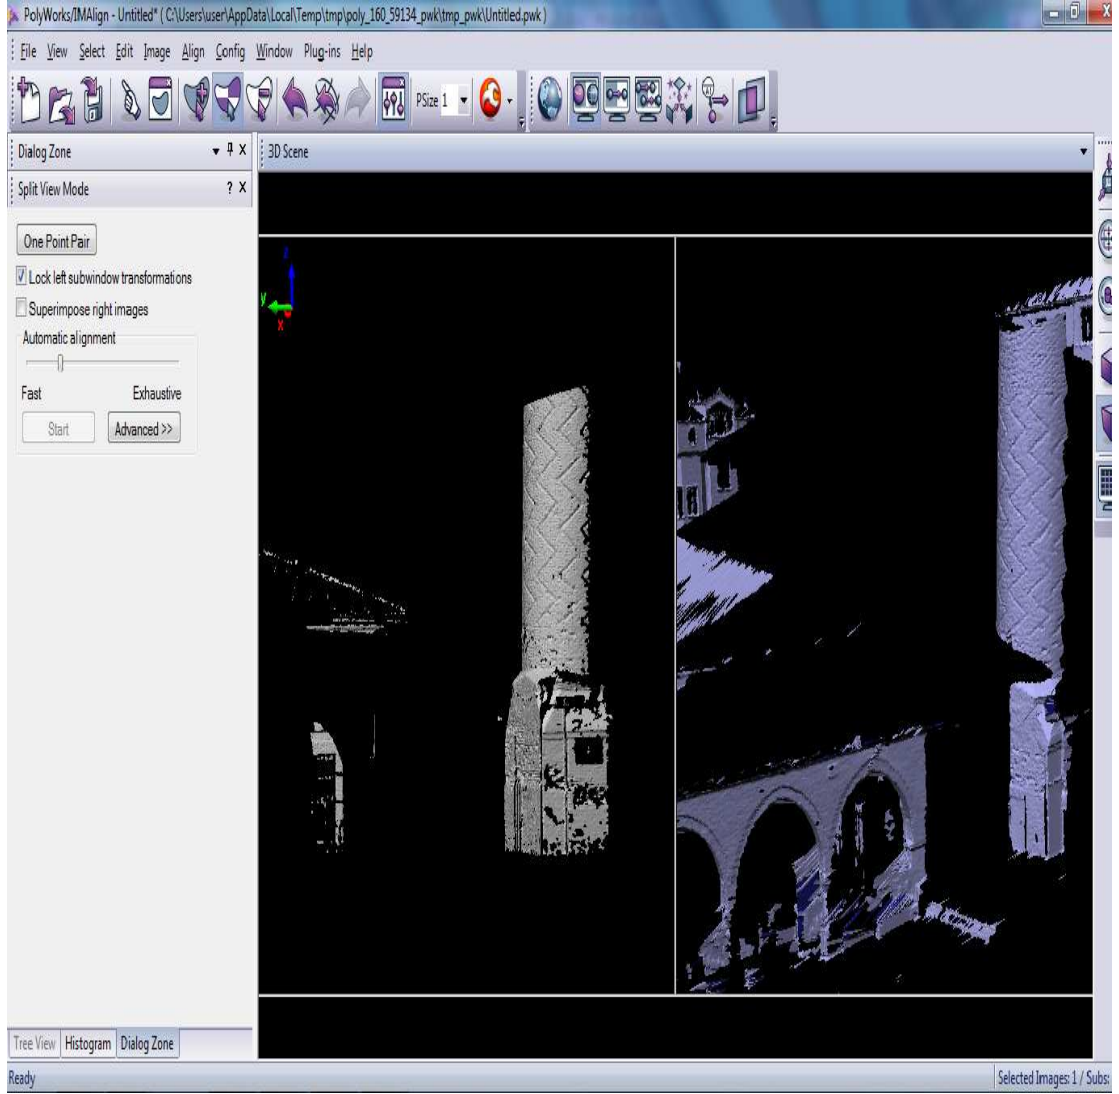 PolyWorks/IMAlign - Untitled* ( C:\Users\user\AppData\Local\Temp\tmp\poly_160_59134_pwk\tmp_pwk\Untitled.pwk )
File View Select Edit Image Align Config Window Plug-ins Help
PSize 1
Dialog Zone
3D Scene
Split View Mode
? X
One Point Pair
Lock left subwindow transformations
Superimpose right images
Automatic alignment
Fast Exhaustive
Start Advanced >>
z
y
x
Tree View Histogram Dialog Zone
Ready
Selected Images: 1 / Subs: